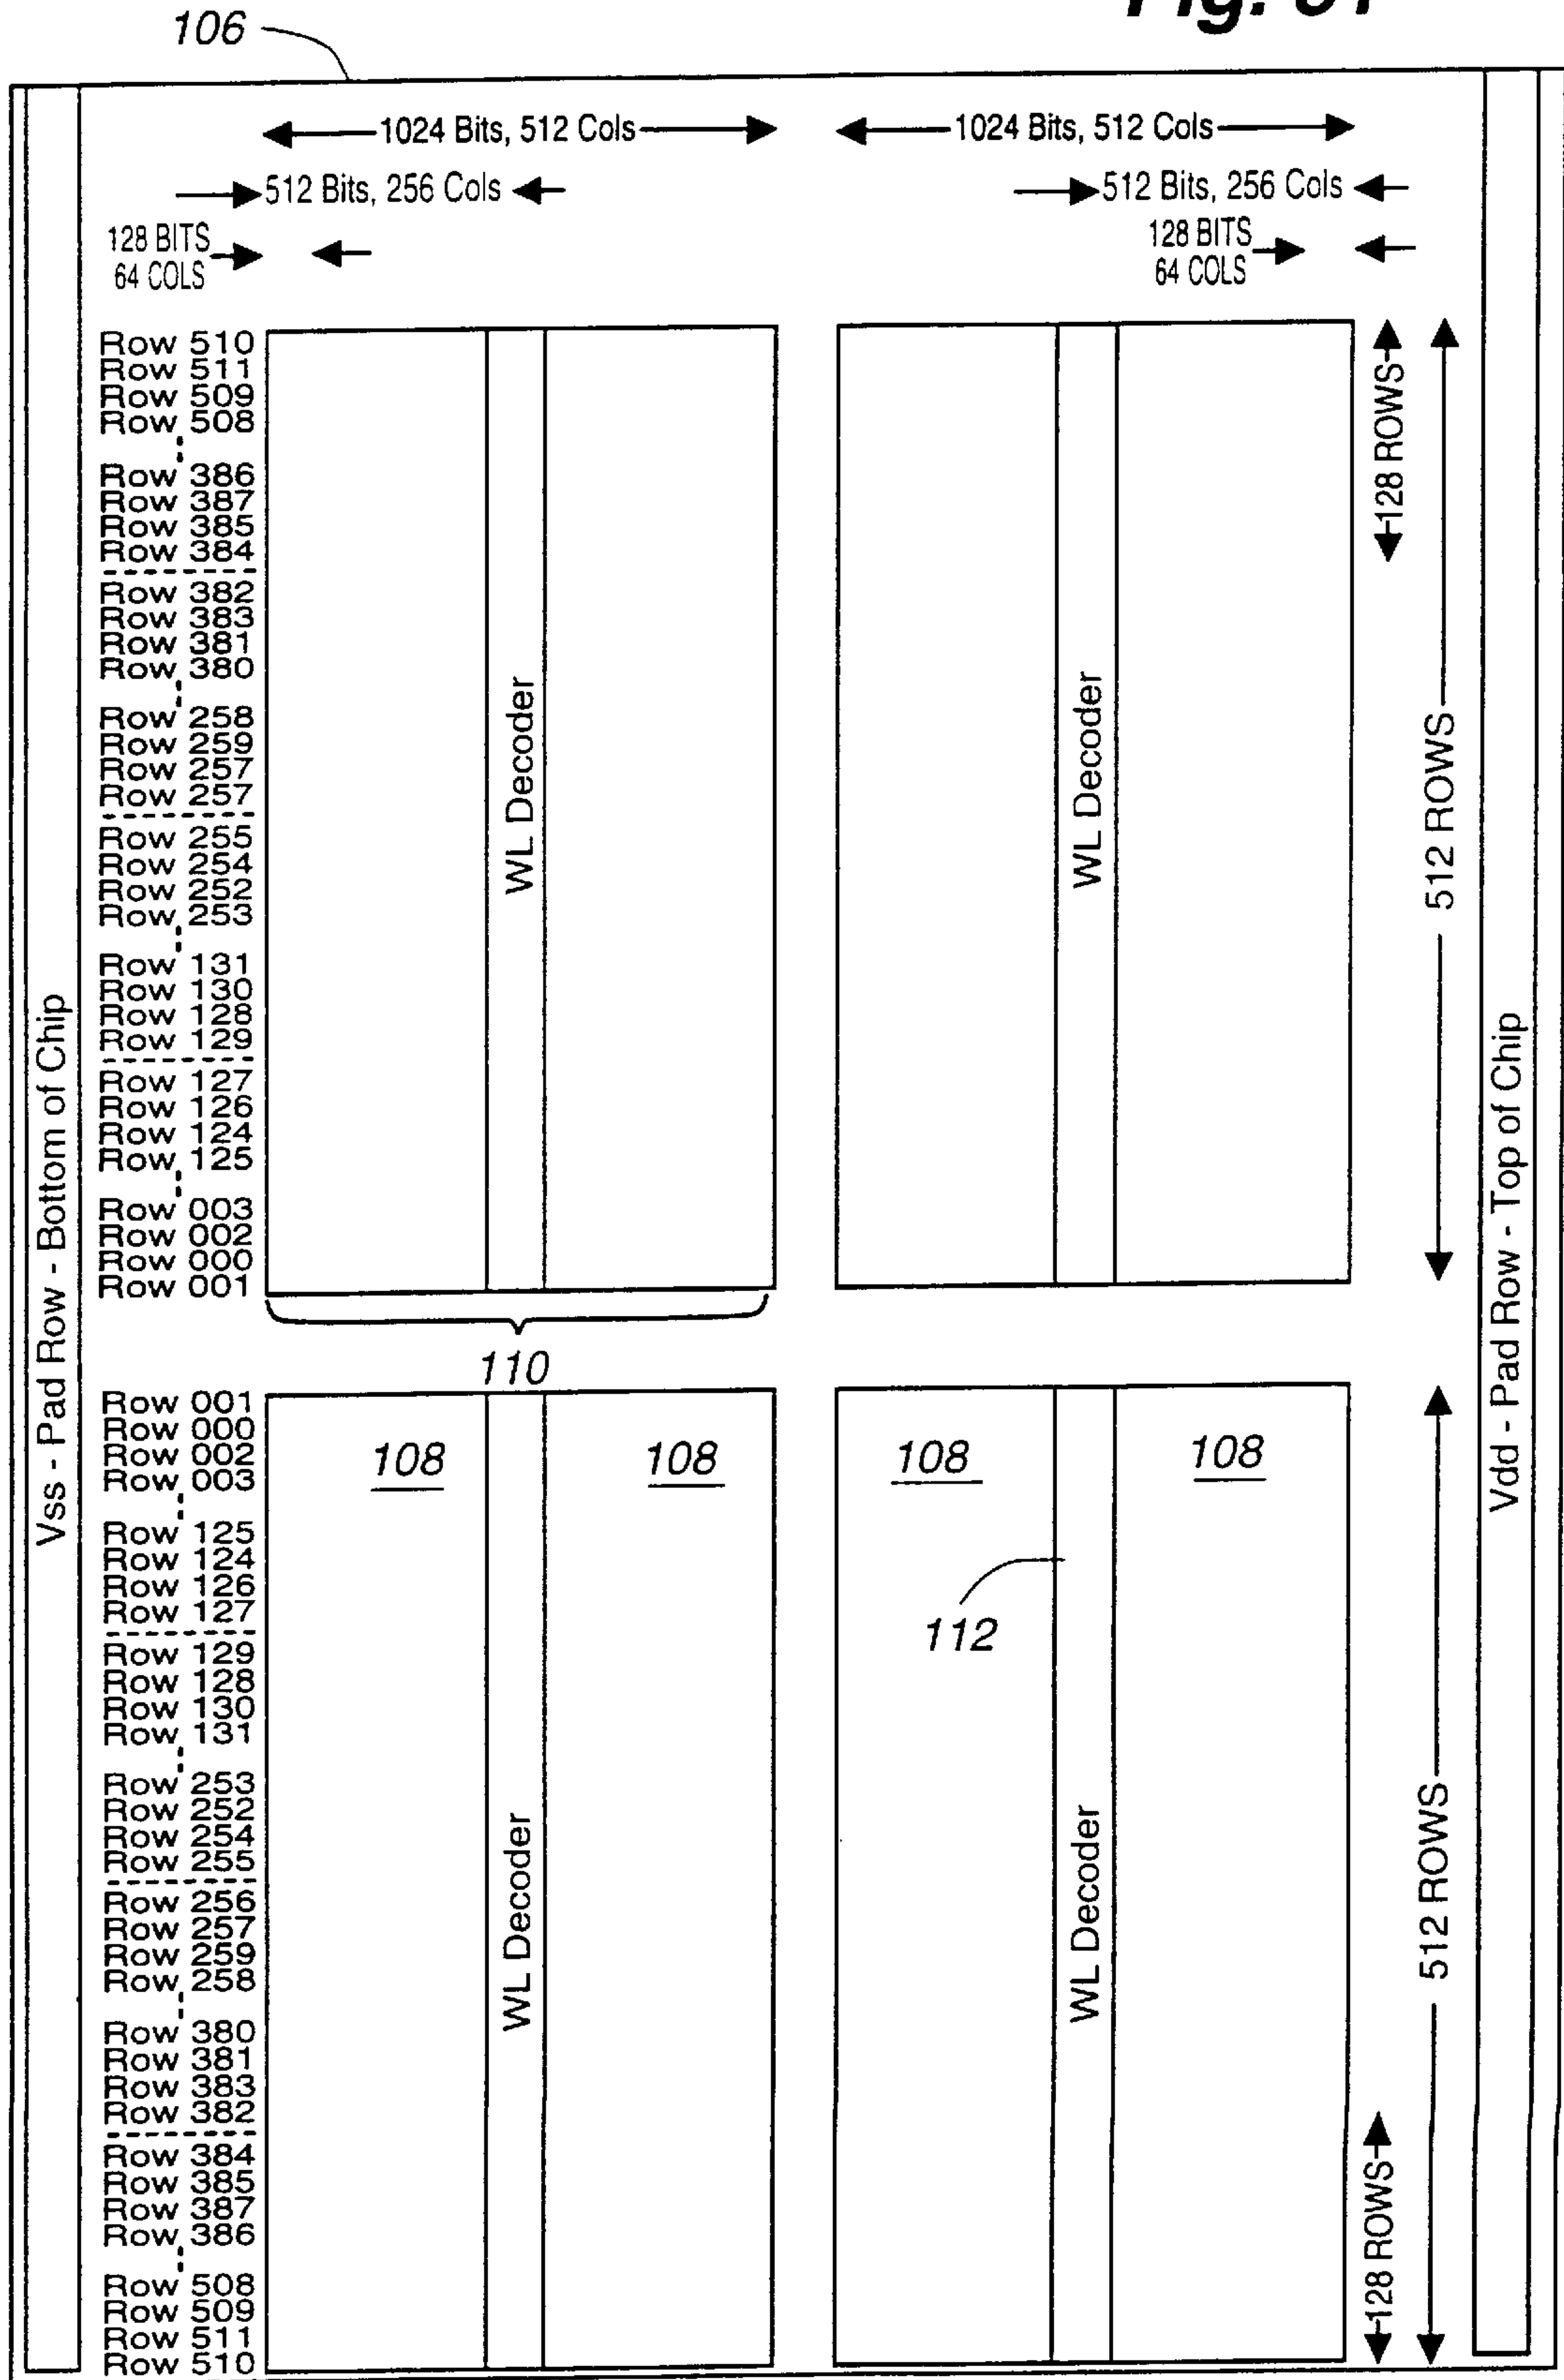 106
1024 Bits, 512 Cols
1024 Bits, 512 Cols
512 Bits, 256 Cols
512 Bits, 256 Cols
128 BITS
64 COLS
128 BITS
64 COLS
Row 510
Row 511
Row 509
Row 508
Row 386
Row 387
Row 385
Row 384
Row 382
Row 383
Row 381
Row 380
Row 258
Row 259
Row 257
Row 257
Row 255
Row 254
Row 252
Row 253
Row 131
Row 130
Row 128
Row 129
Row 127
Row 126
Row 124
Row 125
Row 003
Row 002
Row 000
Row 001
WL Decoder
WL Decoder
128 ROWS
512 ROWS
Vss - Pad Row - Bottom of Chip
Vdd - Pad Row - Top of Chip
110
Row 001
Row 000
Row 002
Row 003
Row 125
Row 124
Row 126
Row 127
Row 129
Row 128
Row 130
Row 131
Row 253
Row 252
Row 254
Row 255
Row 256
Row 257
Row 259
Row 258
Row 380
Row 381
Row 383
Row 382
Row 384
Row 385
Row 387
Row 386
Row 508
Row 509
Row 511
Row 510
108
108
108
108
112
WL Decoder
WL Decoder
512 ROWS
128 ROWS